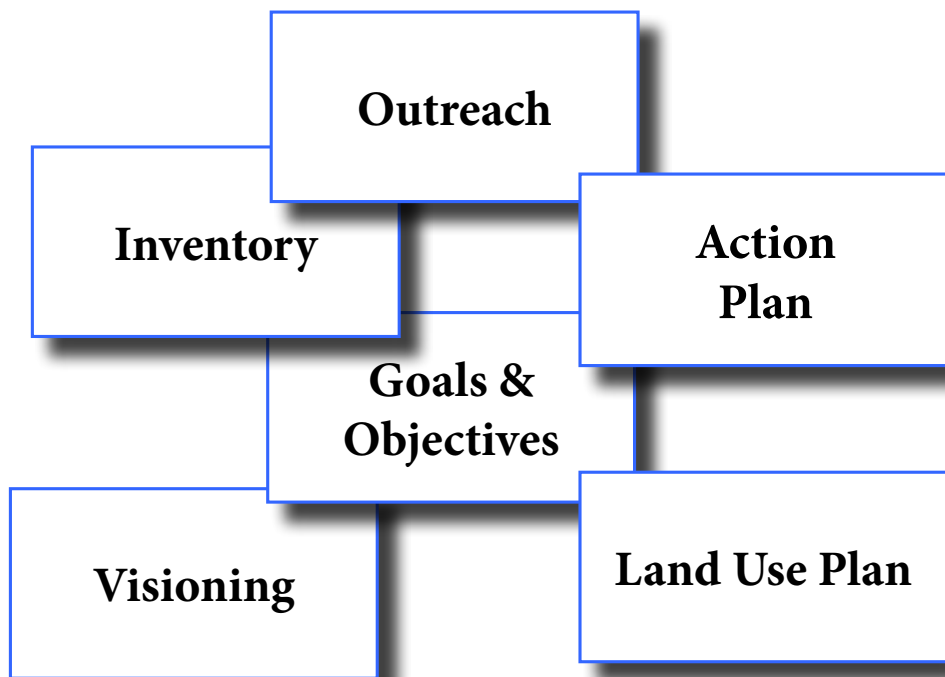 Outreach
Inventory
Action
Plan
Goals &
Objectives
Visioning
Land Use Plan